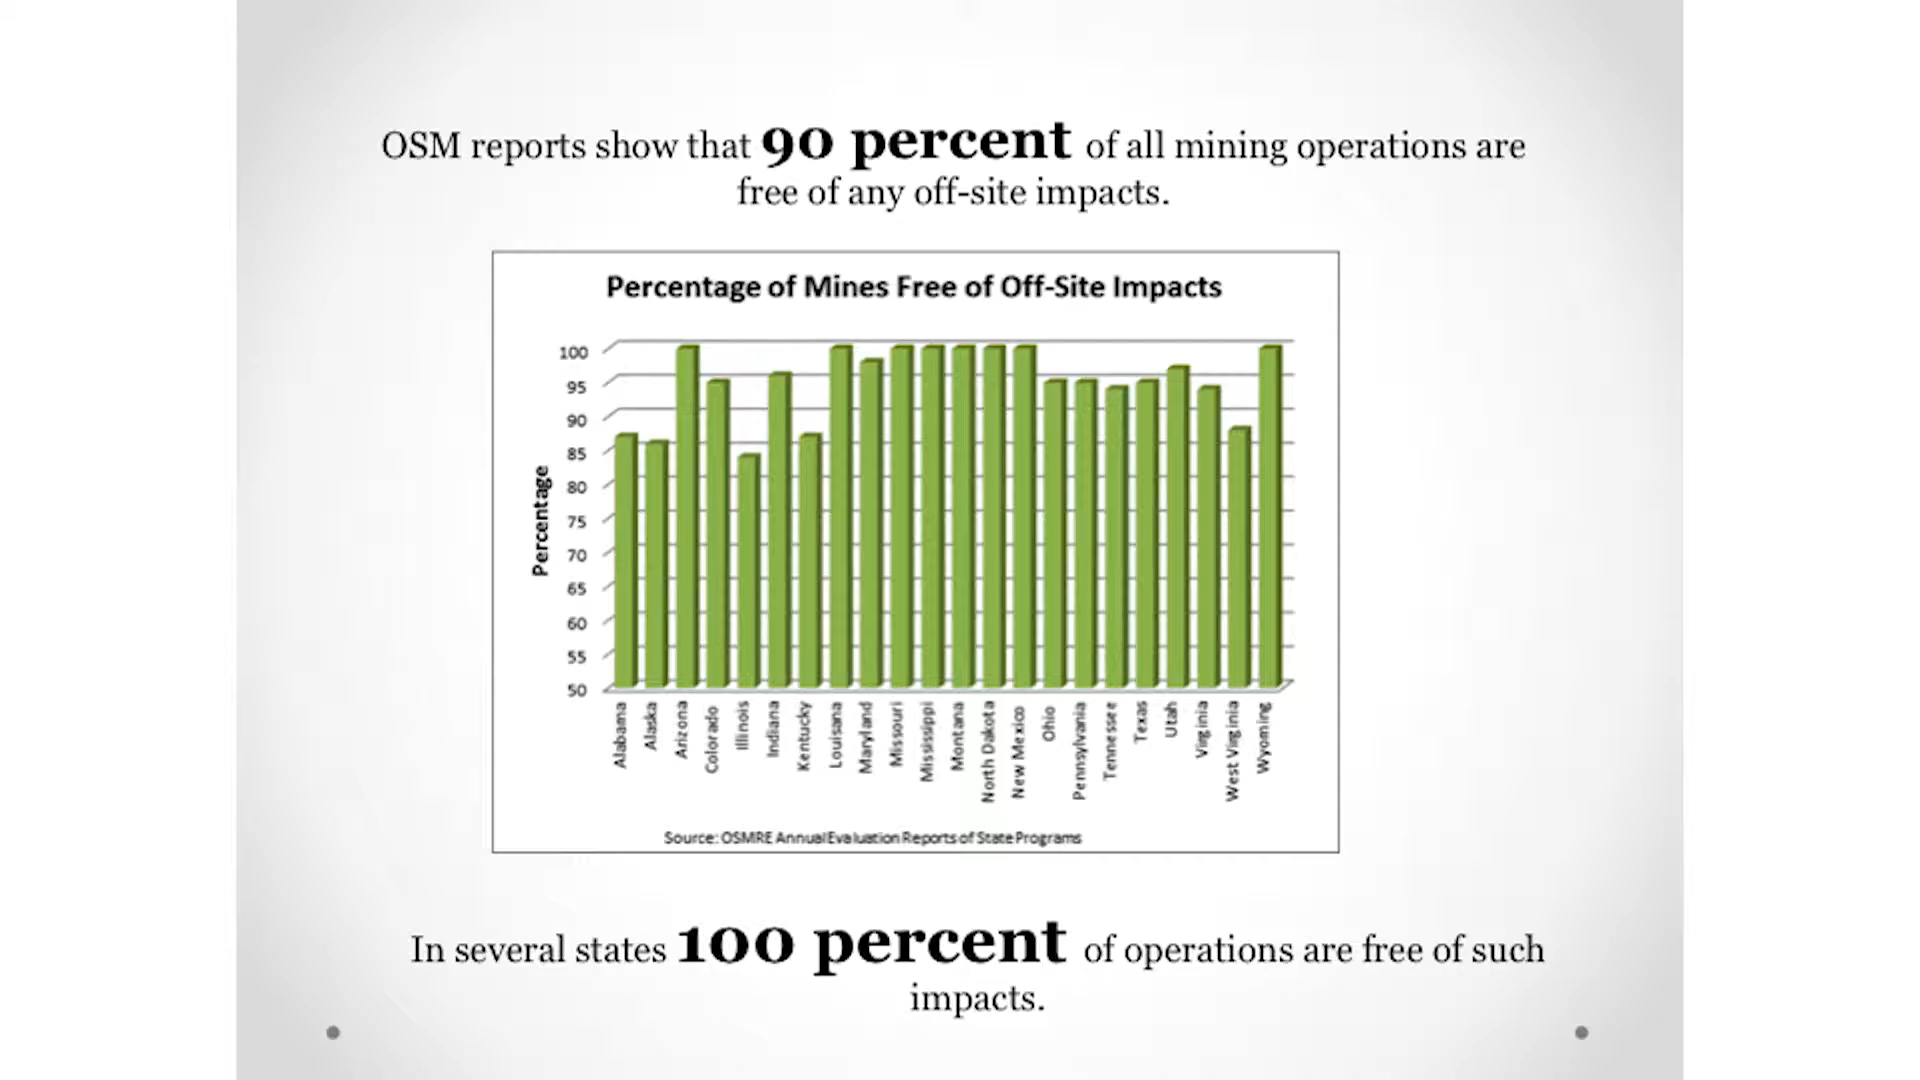 OSM reports show that 90 percent of all mining operations are
free of any off-site impacts.
Percentage of Mines Free of Off-Site Impacts
Percentage
100
95
90
85
80
75
70
65
60
55
50
Alabama
Alaska
Arizona
Colorado
Illinois
Indiana
Kentucky
Louisana
Maryland
Missouri
Mississippi
Montana
North Dakota
New Mexico
Ohio
Pennsylvania
Tennessee
Texas
Utah
Virginia
West Virginia
Wyoming
Source: OSMRE Annual Evaluation Reports of State Programs
In several states 100 percent of operations are free of such
impacts.